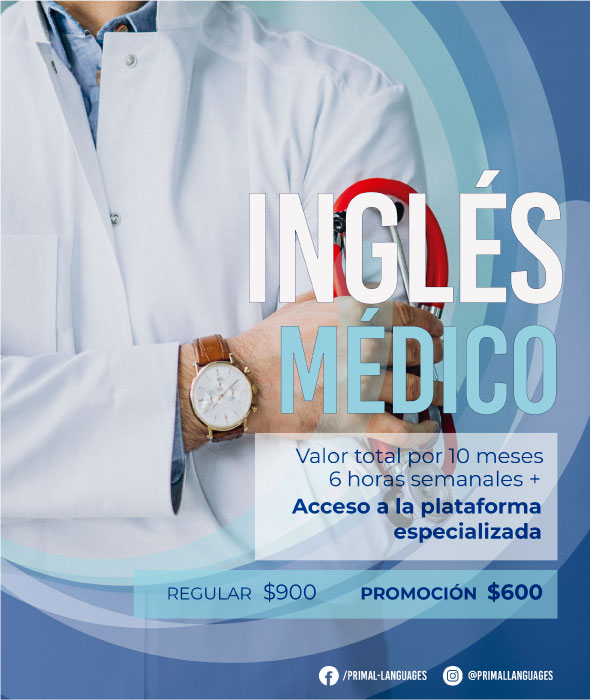 INGLÉS
MÉDICO
Valor total por 10 meses
6 horas semanales +
Acceso a la plataforma
especializada
REGULAR $900 PROMOCIÓN $600
/PRIMAL-LANGUAGES @PRIMALLANGUAGES